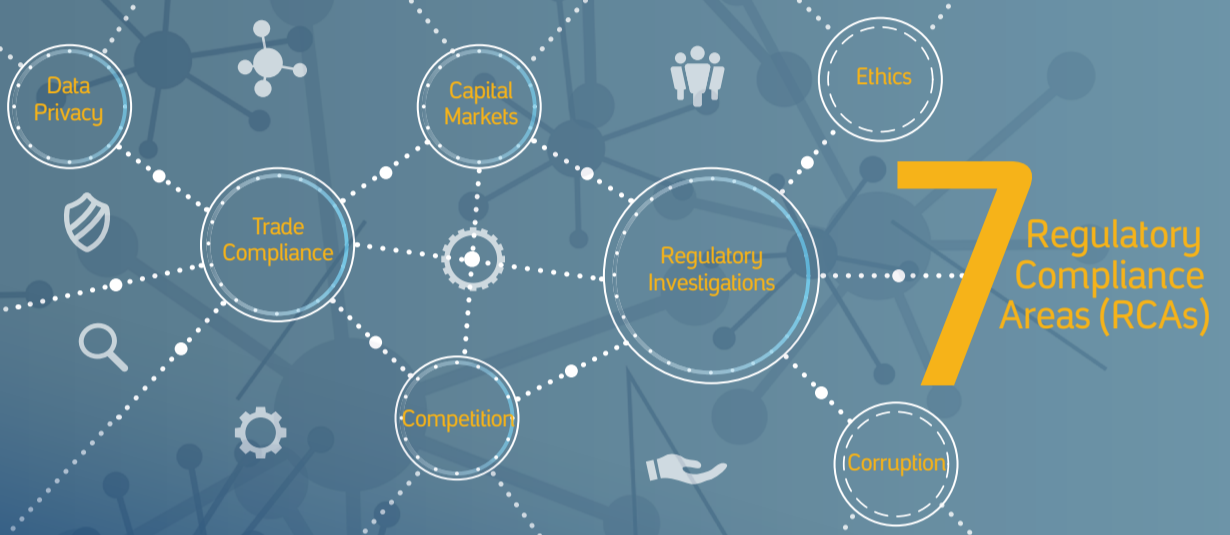 Data
Privacy
Capital
Markets
Ethics
Trade
Compliance
Regulatory
Investigations
7
Regulatory
Compliance
Areas (RCAs)
Competition
Corruption